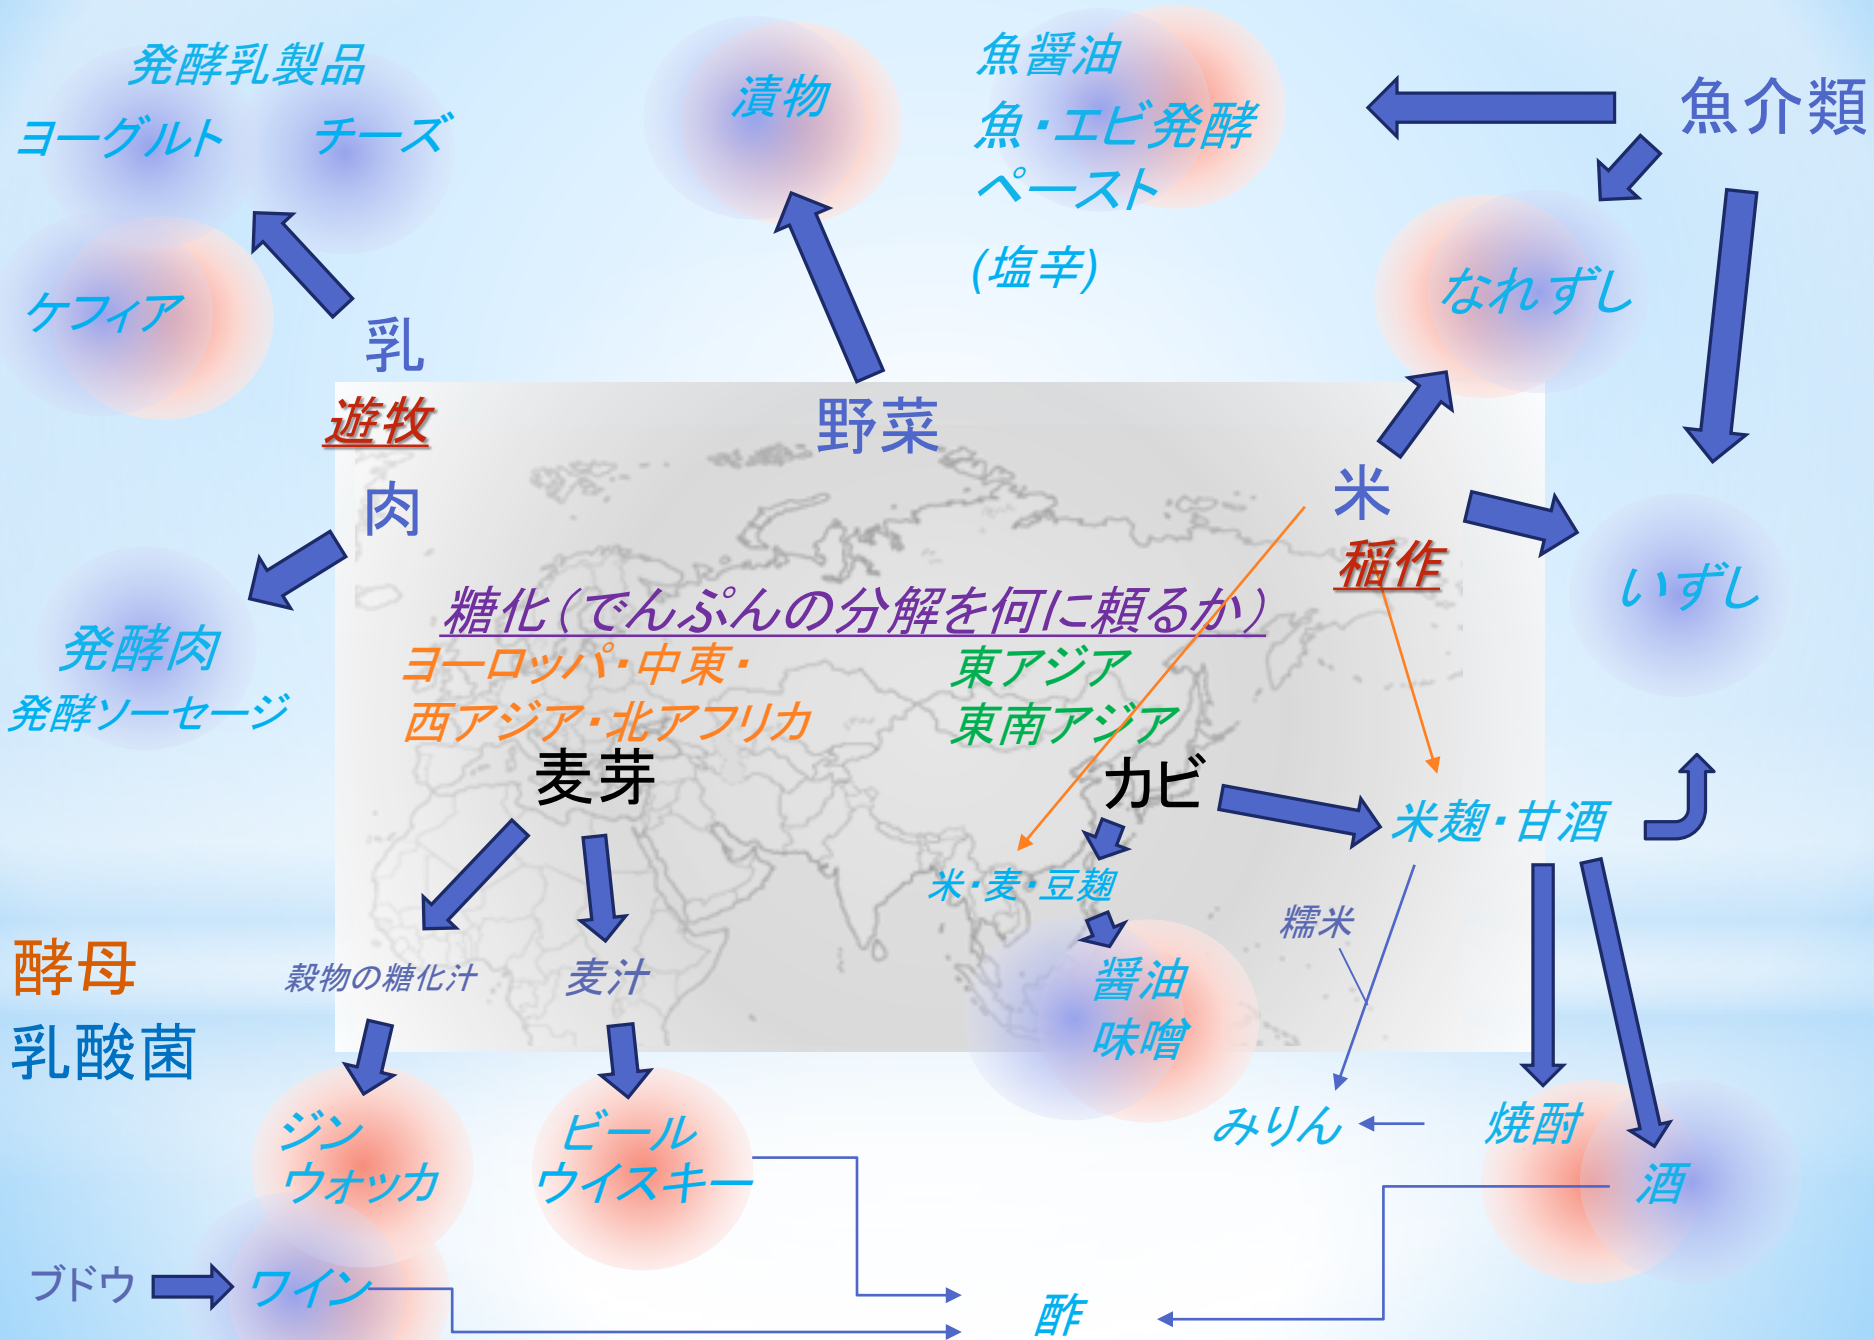 発酵乳製品
ヨーグルト
チーズ
ケフィア
漬物
魚醤油
魚・エビ発酵
ペースト
(塩辛)
魚介類
なれずし
乳
遊牧
肉
野菜
米
稲作
いずし
発酵肉
発酵ソーセージ
糖化(でんぷんの分解を何に頼るか)
ヨーロッパ・中東・
西アジア・北アフリカ
麦芽
東アジア
東南アジア
カビ
米麹・甘酒
米・麦・豆麹
糯米
酵母
乳酸菌
穀物の糖化汁
麦汁
醤油
味噌
ジン
ウォッカ
ビール
ウイスキー
みりん
焼酎
酒
ブドウ
ワイン
酢